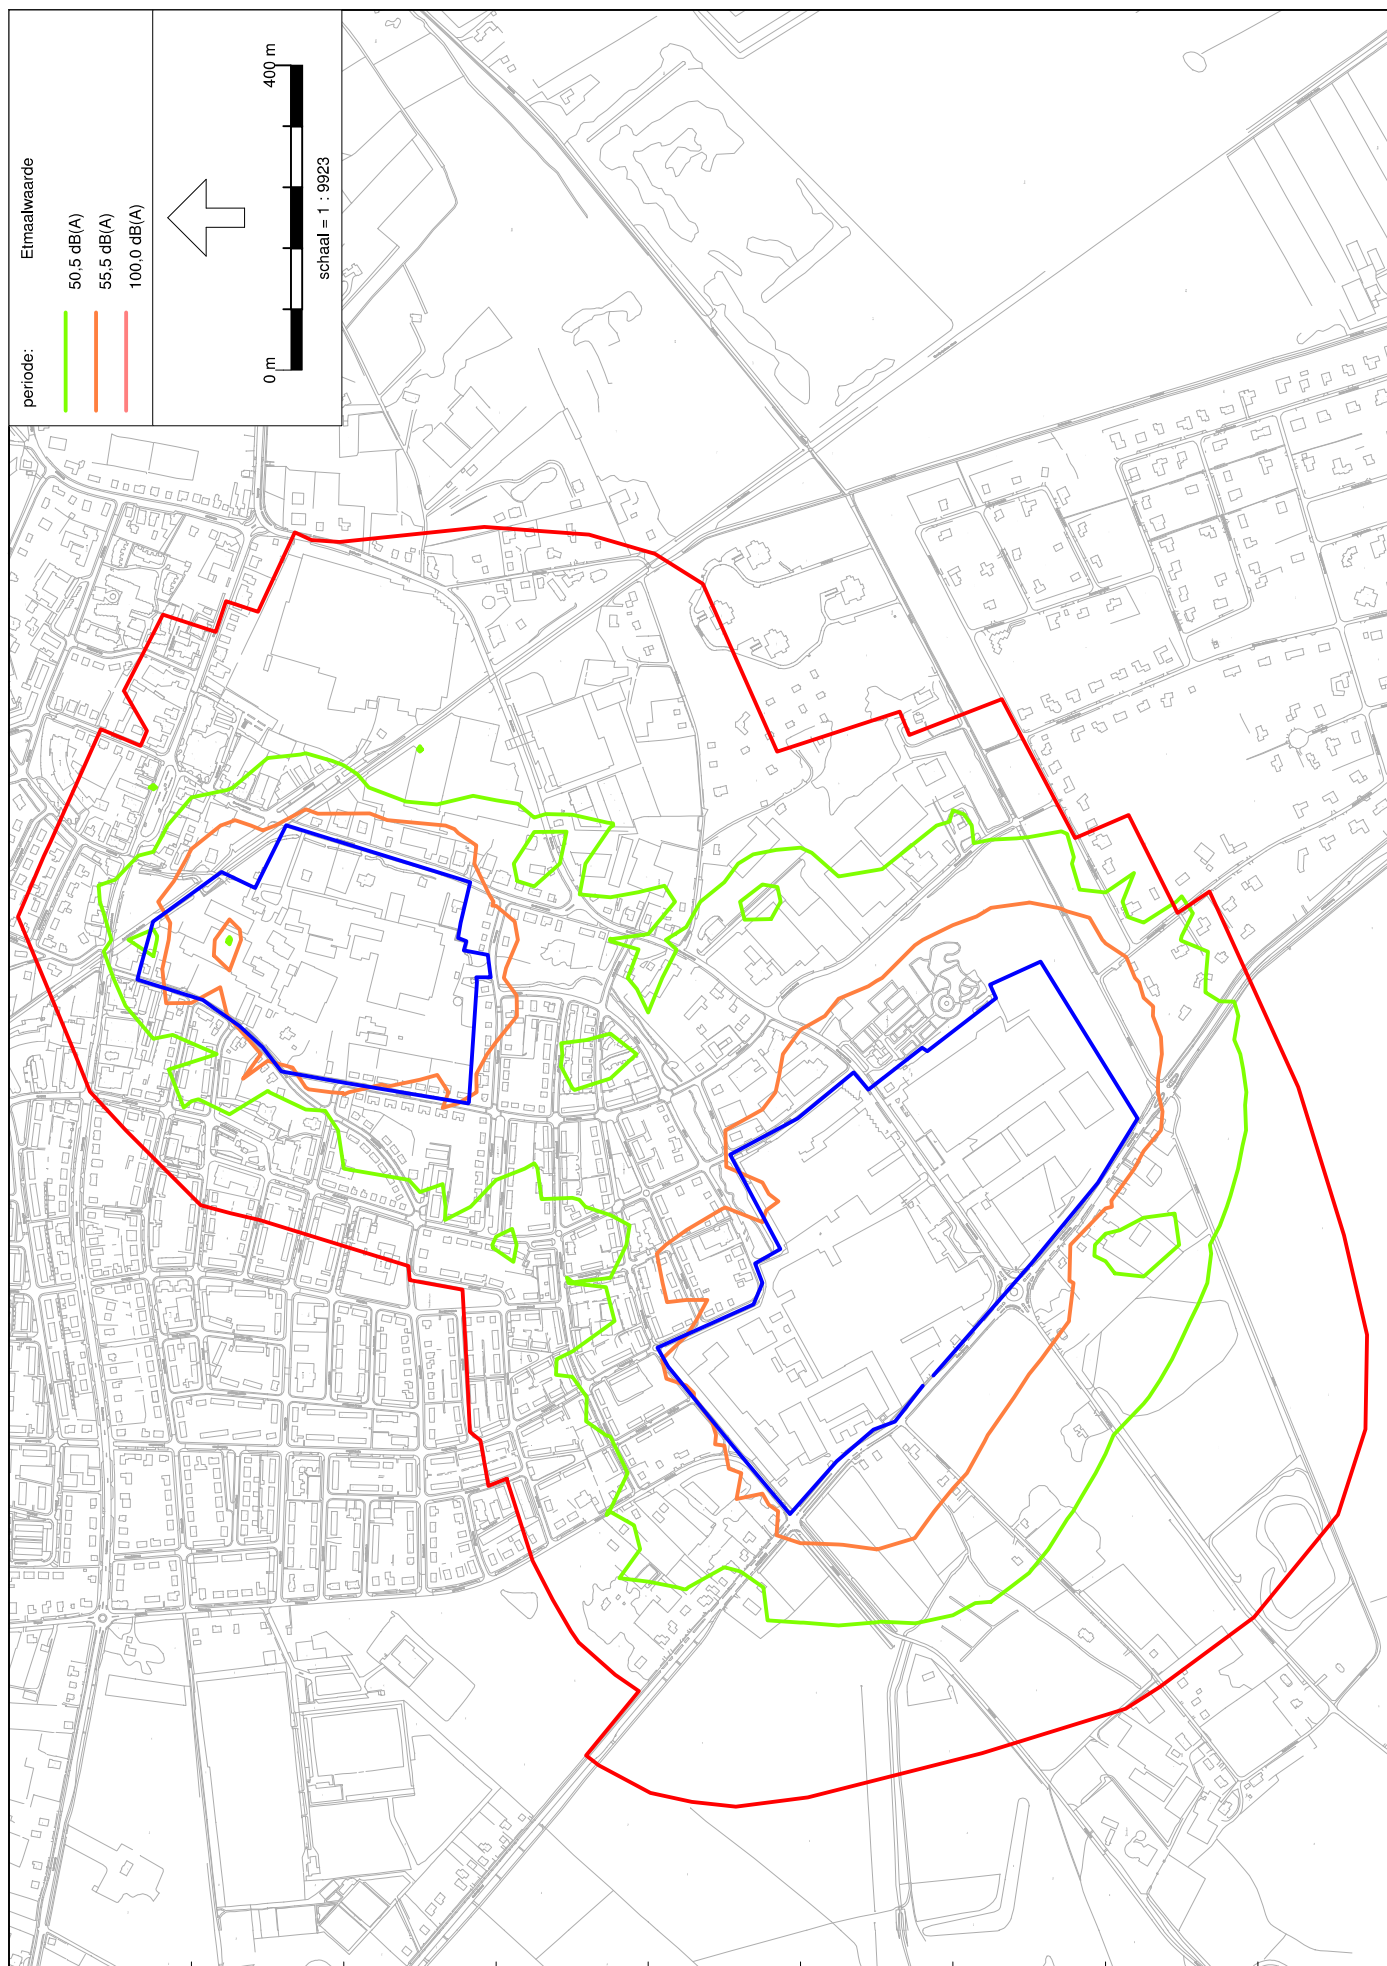 periode: Etmaalwaarde
50,5 dB(A)
55,5 dB(A)
100,0 dB(A)
0 m 400 m
schaal = 1 : 9923